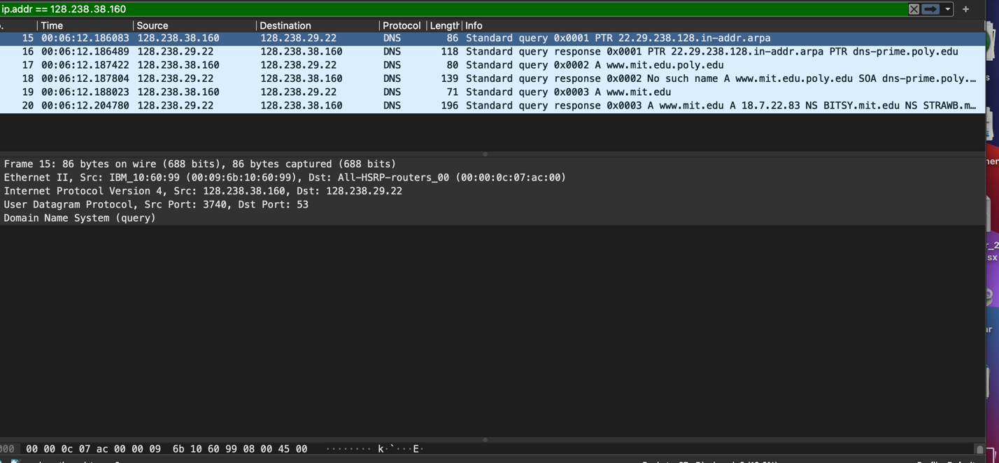 ip.addr == 128.238.38.160
Time Source Destination Protocol Length Info
15 00:06:12.186083 128.238.38.160 128.238.29.22 DNS 86 Standard query 0x0001 PTR 22.29.238.128.in-addr.arpa
16 00:06:12.186489 128.238.29.22 128.238.38.160 DNS 118 Standard query response 0x0001 PTR 22.29.238.128.in-addr.arpa PTR dns-prime.poly.edu
17 00:06:12.187422 128.238.38.160 128.238.29.22 DNS 80 Standard query 0x0002 A www.mit.edu.poly.edu
18 00:06:12.187804 128.238.29.22 128.238.38.160 DNS 139 Standard query response 0x0002 No such name A www.mit.edu.poly.edu SOA dns-prime.poly.…
19 00:06:12.188023 128.238.38.160 128.238.29.22 DNS 71 Standard query 0x0003 A www.mit.edu
20 00:06:12.204780 128.238.29.22 128.238.38.160 DNS 196 Standard query response 0x0003 A www.mit.edu A 18.7.22.83 NS BITSY.mit.edu NS STRAWB.m…
Frame 15: 86 bytes on wire (688 bits), 86 bytes captured (688 bits)
Ethernet II, Src: IBM_10:60:99 (00:09:6b:10:60:99), Dst: All-HSRP-routers_00 (00:00:0c:07:ac:00)
Internet Protocol Version 4, Src: 128.238.38.160, Dst: 128.238.29.22
User Datagram Protocol, Src Port: 3740, Dst Port: 53
Domain Name System (query)
00 00 0c 07 ac 00 00 09 6b 10 60 99 08 00 45 00 ········ k·`···E·